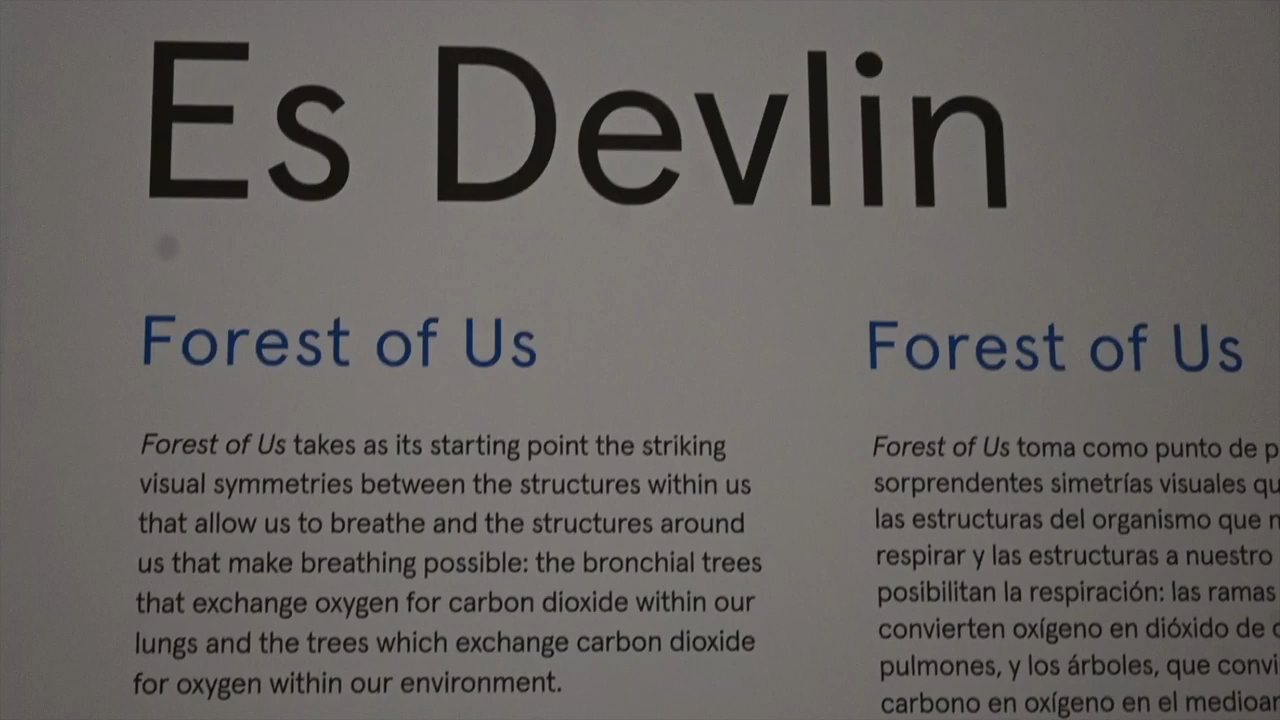 Es Devlin
Forest of Us
Forest of Us takes as its starting point the striking
visual symmetries between the structures within us
that allow us to breathe and the structures around
us that make breathing possible: the bronchial trees
that exchange oxygen for carbon dioxide within our
lungs and the trees which exchange carbon dioxide
for oxygen within our environment.
Forest of Us
Forest of Us toma como punto de
sorprendentes simetrías visuales
las estructuras del organismo que
respirar y las estructuras a nuestro
posibilitan la respiración: las ramas
convierten oxígeno en dióxido de
pulmones, y los árboles, que
carbono en oxígeno en el